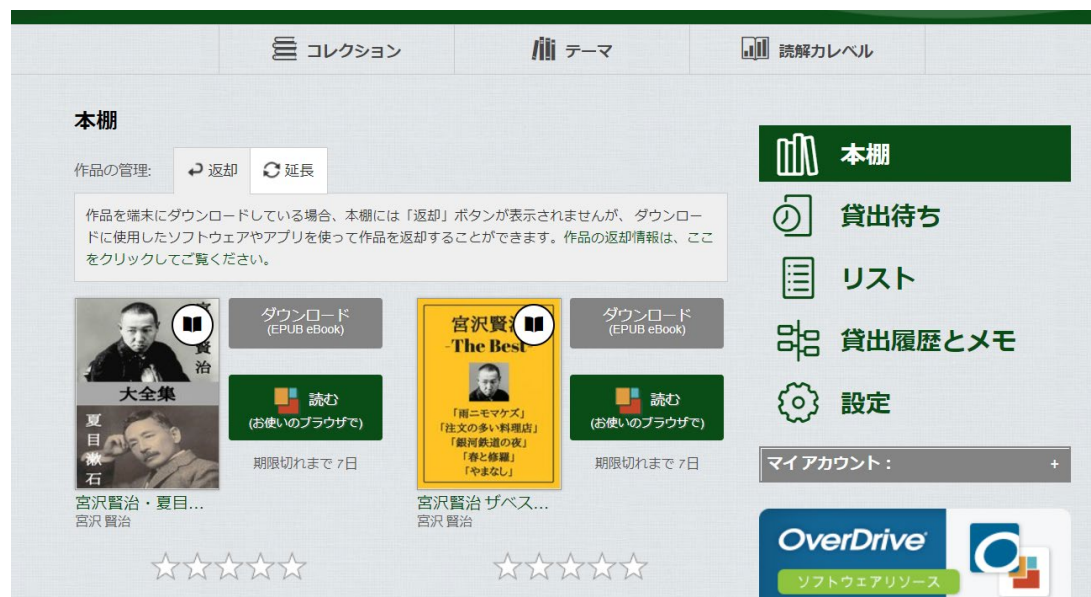 コレクション
テーマ
読解力レベル
本棚
作品の管理:
返却
延長
作品を端末にダウンロードしている場合、本棚には「返却」ボタンが表示されませんが、 ダウンロー
ドに使用したソフトウェアやアプリを使って作品を返却することができます。作品の返却情報は、ここ
をクリックしてご覧ください。
賢
治
大全集
夏
目
漱
石
ダウンロード
(EPUB eBook)
読む
(お使いのブラウザで)
期限切れまで 7日
宮沢賢治・夏目...
宮沢 賢治
宮沢賢
-The Best-
「雨ニモマケズ」
「注文の多い料理店」
「銀河鉄道の夜」
「春と修羅」
「やまなし」
ダウンロード
(EPUB eBook)
読む
(お使いのブラウザで)
期限切れまで 7日
宮沢賢治 ザベス...
宮沢 賢治
本棚
貸出待ち
リスト
貸出履歴とメモ
設定
マイ アカウント :
+
OverDrive
ソフトウェアリソース